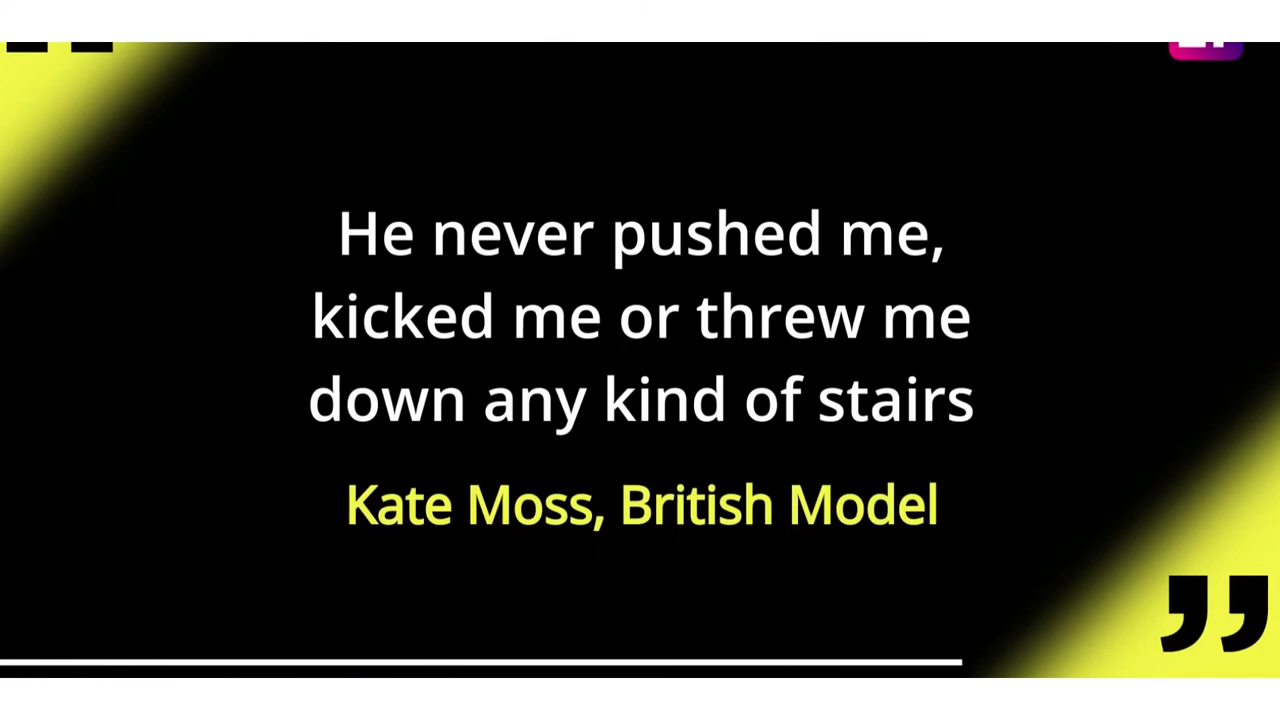 He never pushed me,
kicked me or threw me
down any kind of stairs
Kate Moss, British Model
”